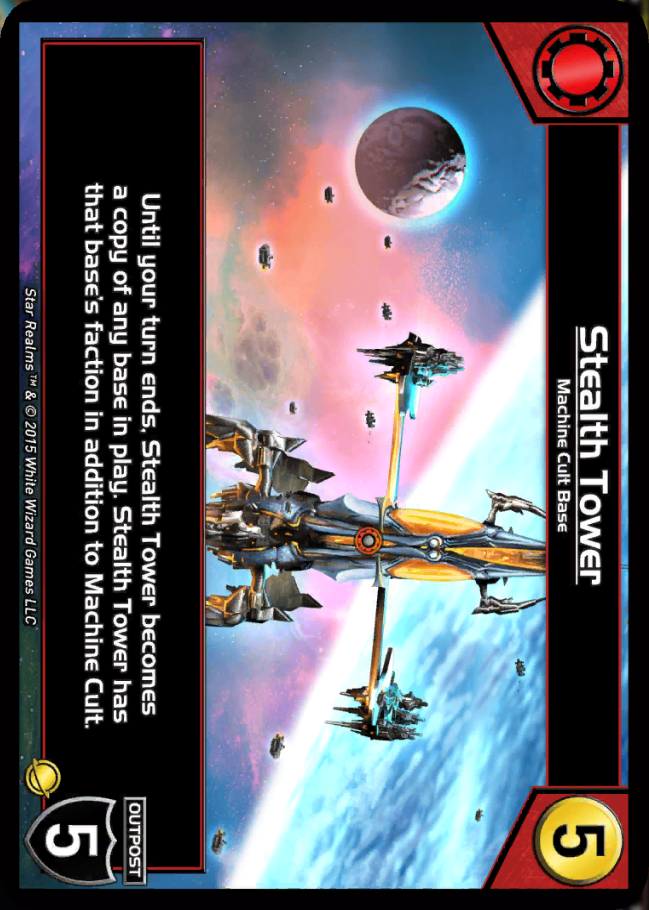 Stealth Tower
Machine Cult Base
5
Until your turn ends, Stealth Tower becomes
a copy of any base in play. Stealth Tower has
that base's faction in addition to Machine Cult.
OUTPOST
5
Star Realms™ & © 2015 White Wizard Games LLC